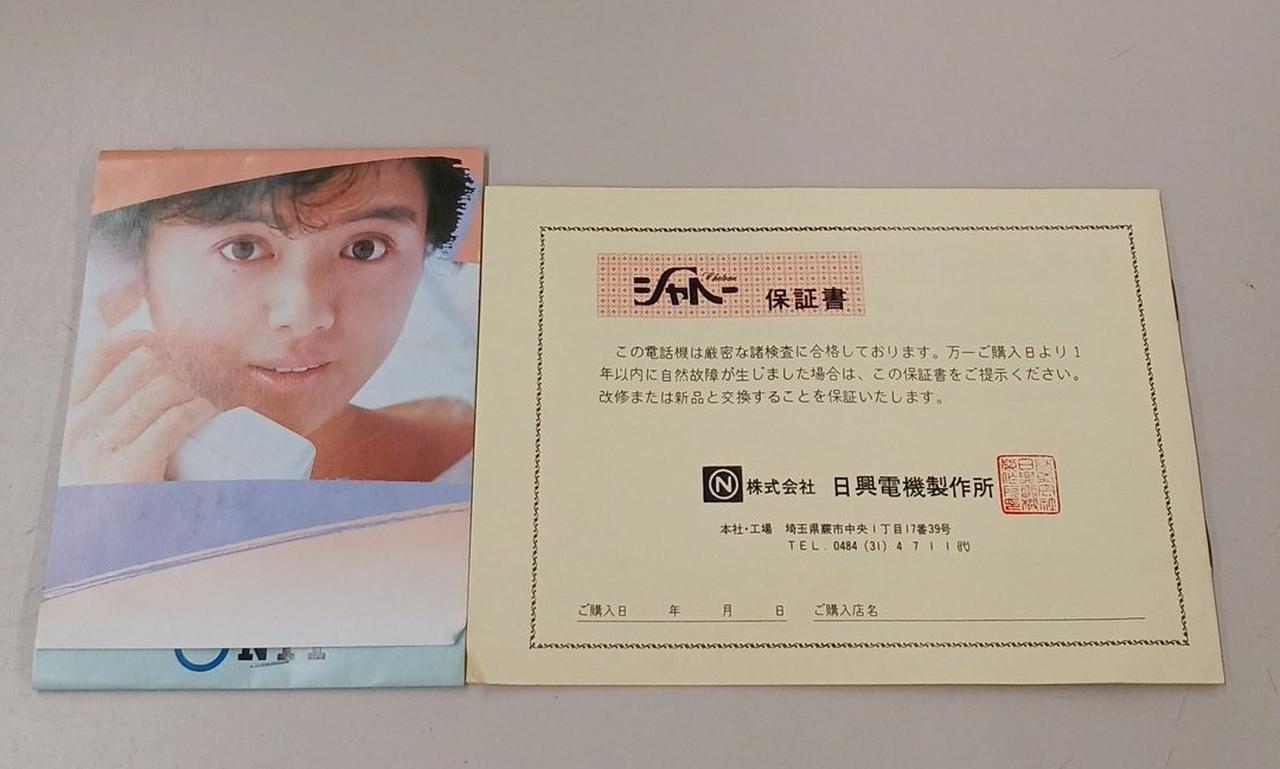 NTT
シャベー 保証書
この電話機は厳密な諸検査に合格しております。万一ご購入日より1
年以内に自然故障が生じました場合は、この保証書をご提示ください。
改修または新品と交換することを保証いたします。
N 株式会社 日興電機製作所
本社・工場 埼玉県蕨市中央1丁目17番39号
TEL. 0484 (31) 4711㈹
ご購入日 年 月 日 ご購入店名